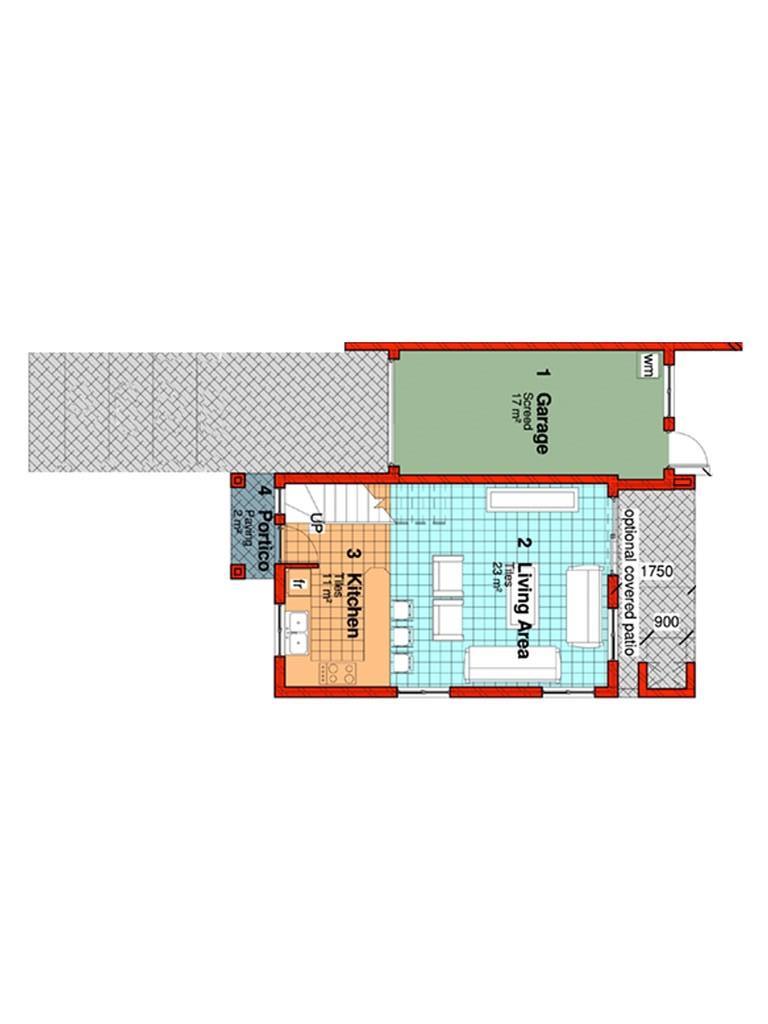 1 Garage
Screed
17 m²
wm
4 Portico
Paving
2 m²
UP
3 Kitchen
Tiles
11 m²
fr
2 Living Area
Tiles
23 m²
optional covered patio
1750
900